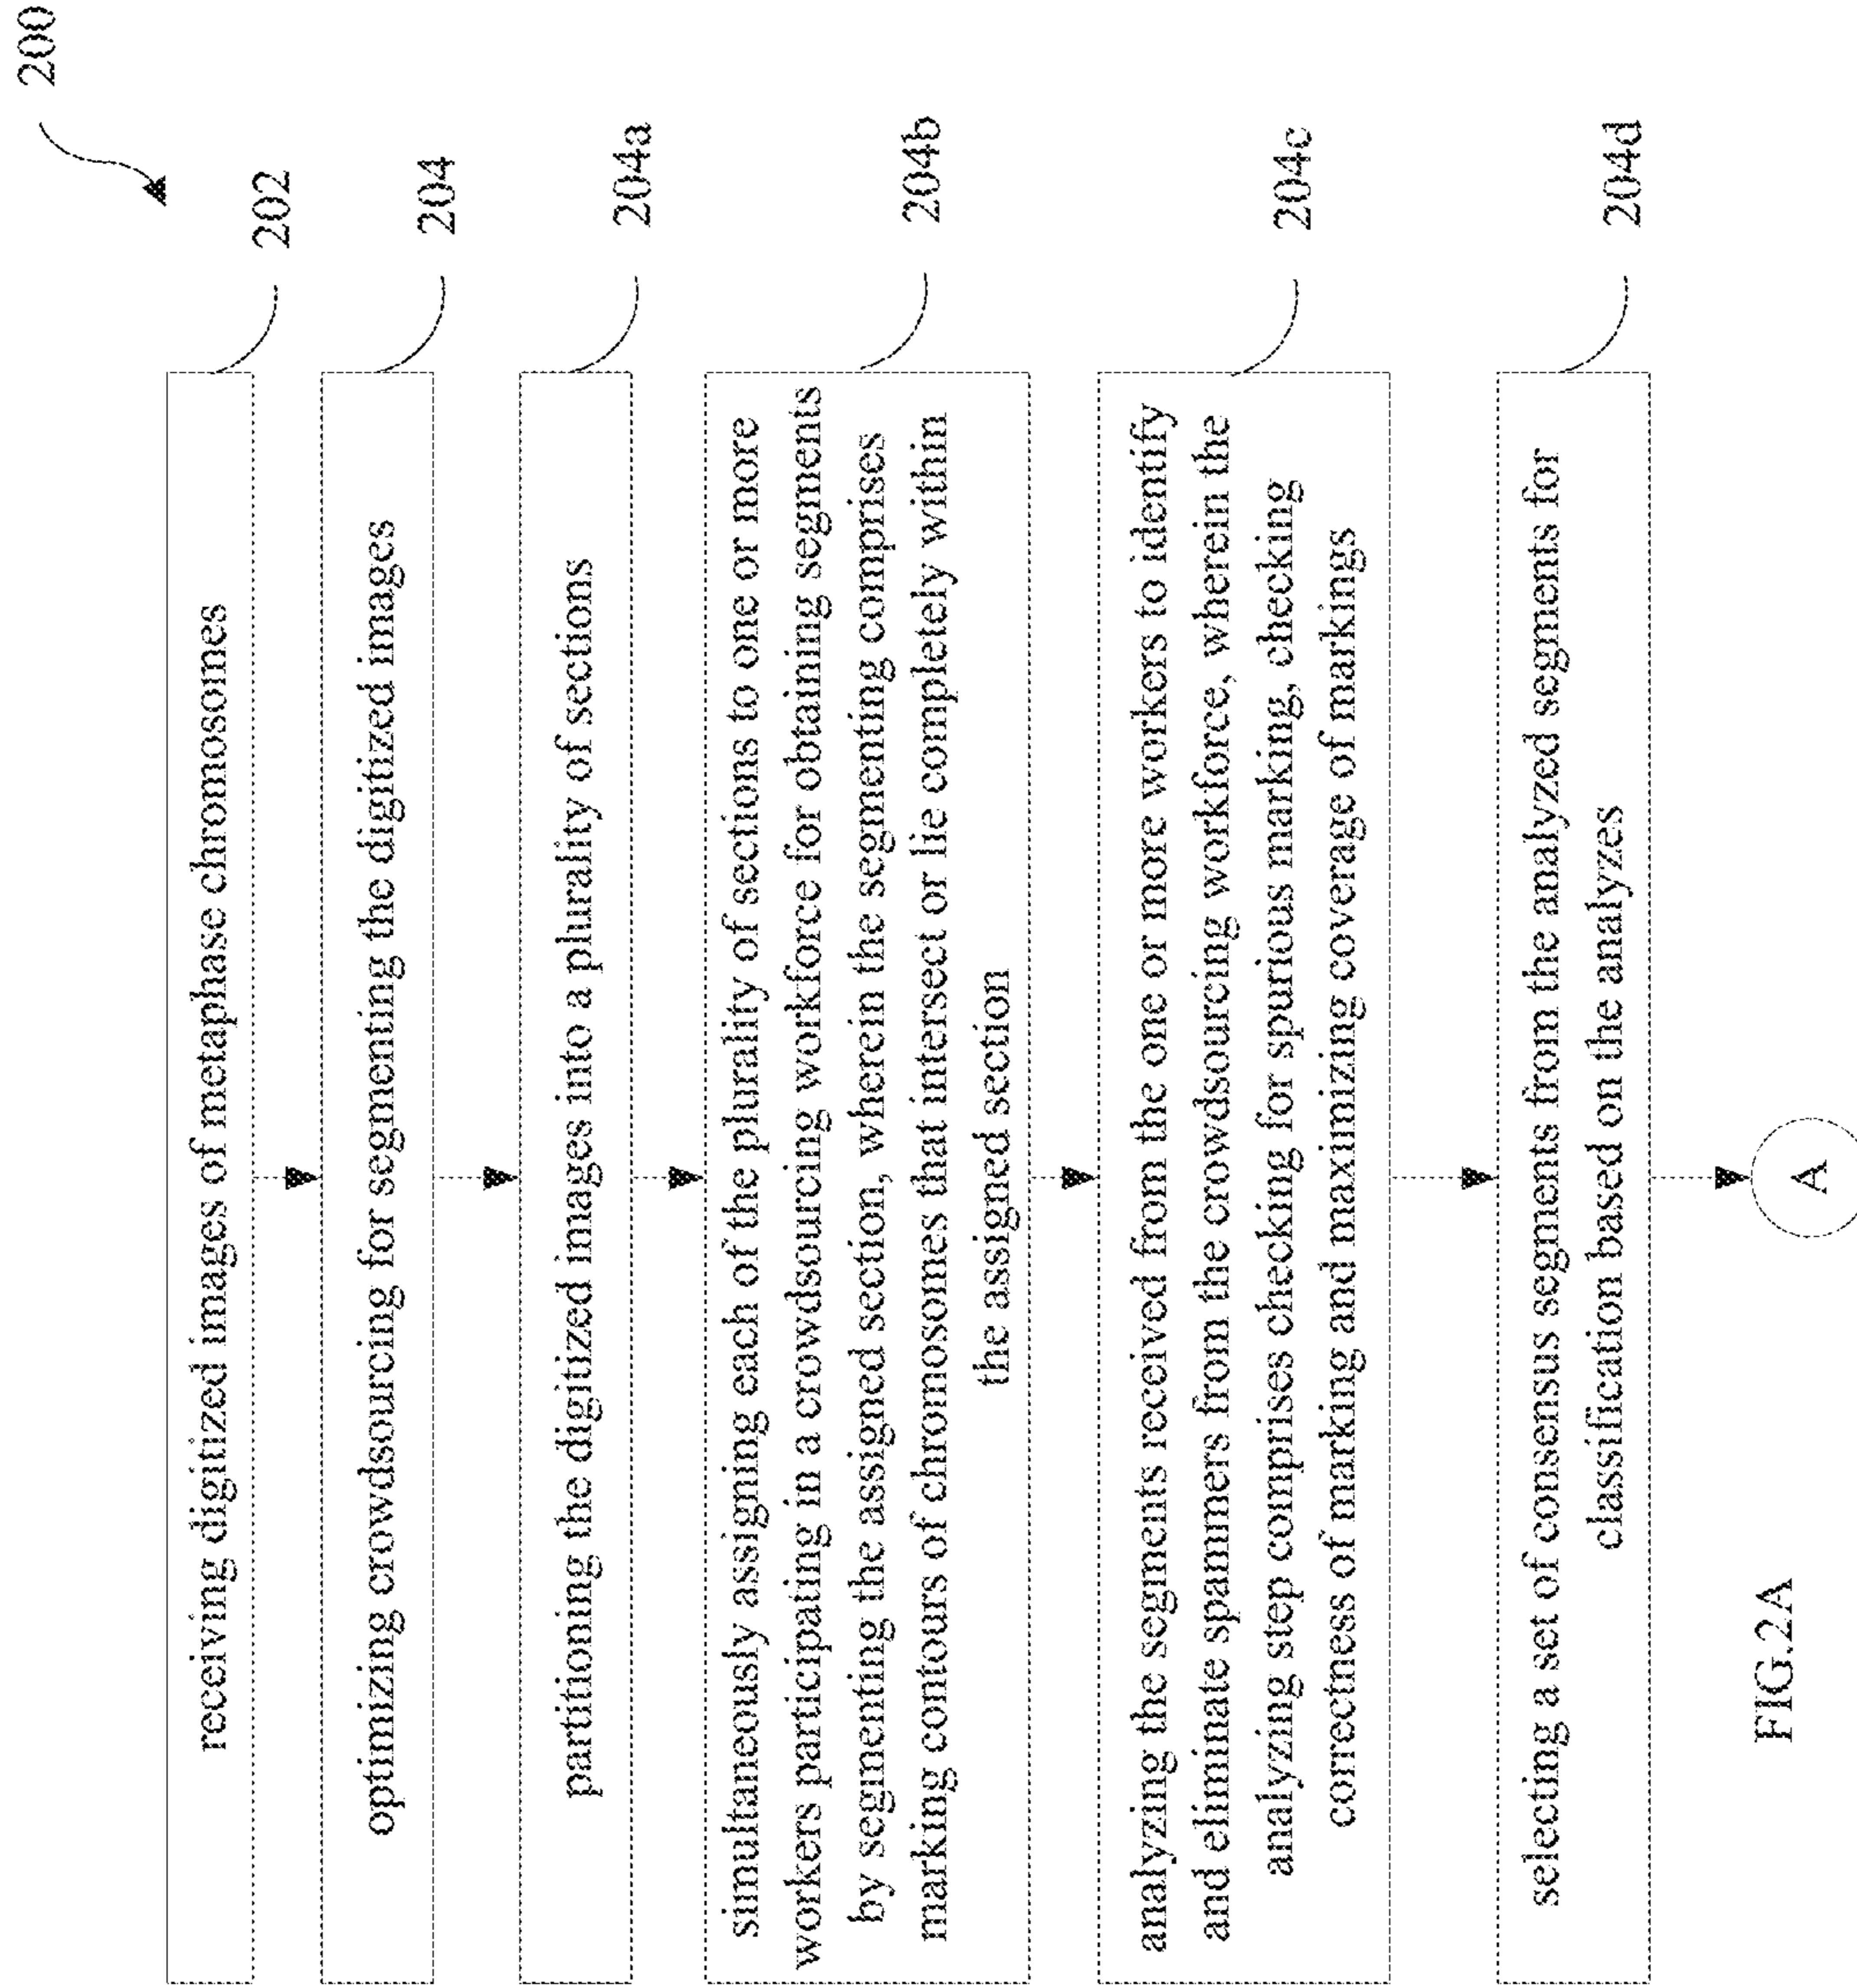 200
receiving digitized images of metaphase chromosomes
202
optimizing crowdsourcing for segmenting the digitized images
204
partitioning the digitized images into a plurality of sections
204a
simultaneously assigning each of the plurality of sections to one or more
workers participating in a crowdsourcing workforce for obtaining segments
by segmenting the assigned section, wherein the segmenting comprises
marking contours of chromosomes that intersect or lie completely within
the assigned section
204b
analyzing the segments received from the one or more workers to identify
and eliminate spammers from the crowdsourcing workforce, wherein the
analyzing step comprises checking for spurious marking, checking
correctness of marking and maximizing coverage of markings
204c
selecting a set of consensus segments from the analyzed segments for
classification based on the analyzes
204d
A
FIG.2A